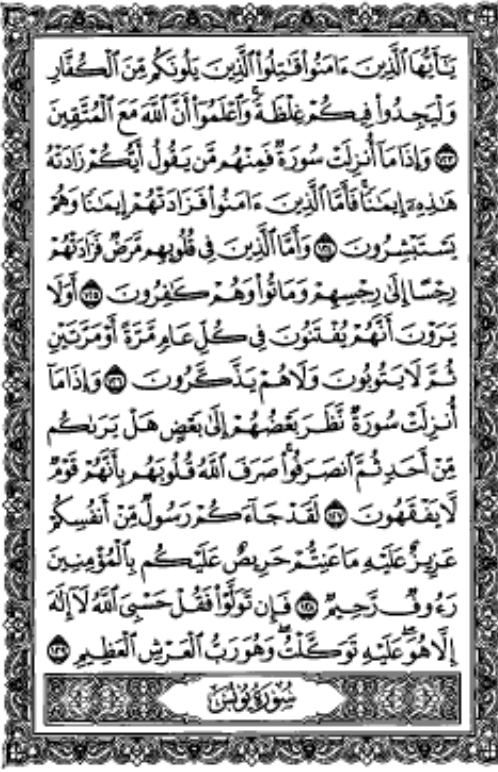 يَـٰٓأَيُّهَا ٱلَّذِينَ ءَامَنُوا۟ قَـٰتِلُوا۟ ٱلَّذِينَ يَلُونَكُم مِّنَ ٱلْكُفَّارِ
وَلْيَجِدُوا۟ فِيكُمْ غِلْظَةً ۚ وَٱعْلَمُوٓا۟ أَنَّ ٱللَّهَ مَعَ ٱلْمُتَّقِينَ
١٢٣ وَإِذَا مَآ أُنزِلَتْ سُورَةٌ فَمِنْهُم مَّن يَقُولُ أَيُّكُمْ زَادَتْهُ
هَـٰذِهِۦٓ إِيمَـٰنًا ۚ فَأَمَّا ٱلَّذِينَ ءَامَنُوا۟ فَزَادَتْهُمْ إِيمَـٰنًا وَهُمْ
يَسْتَبْشِرُونَ ١٢٤ وَأَمَّا ٱلَّذِينَ فِى قُلُوبِهِم مَّرَضٌ فَزَادَتْهُمْ
رِجْسًا إِلَىٰ رِجْسِهِمْ وَمَاتُوا۟ وَهُمْ كَـٰفِرُونَ ١٢٥ أَوَلَا
يَرَوْنَ أَنَّهُمْ يُفْتَنُونَ فِى كُلِّ عَامٍ مَّرَّةً أَوْ مَرَّتَيْنِ
ثُمَّ لَا يَتُوبُونَ وَلَا هُمْ يَذَّكَّرُونَ ١٢٦ وَإِذَا مَآ
أُنزِلَتْ سُورَةٌ نَّظَرَ بَعْضُهُمْ إِلَىٰ بَعْضٍ هَلْ يَرَىٰكُم
مِّنْ أَحَدٍ ثُمَّ ٱنصَرَفُوا۟ ۚ صَرَفَ ٱللَّهُ قُلُوبَهُم بِأَنَّهُمْ قَوْمٌ
لَّا يَفْقَهُونَ ١٢٧ لَقَدْ جَآءَكُمْ رَسُولٌ مِّنْ أَنفُسِكُمْ
عَزِيزٌ عَلَيْهِ مَا عَنِتُّمْ حَرِيصٌ عَلَيْكُم بِٱلْمُؤْمِنِينَ
رَءُوفٌ رَّحِيمٌ ١٢٨ فَإِن تَوَلَّوْا۟ فَقُلْ حَسْبِىَ ٱللَّهُ لَآ إِلَـٰهَ
إِلَّا هُوَ ۖ عَلَيْهِ تَوَكَّلْتُ ۖ وَهُوَ رَبُّ ٱلْعَرْشِ ٱلْعَظِيمِ ١٢٩
سُورَةُ يُونُسَ